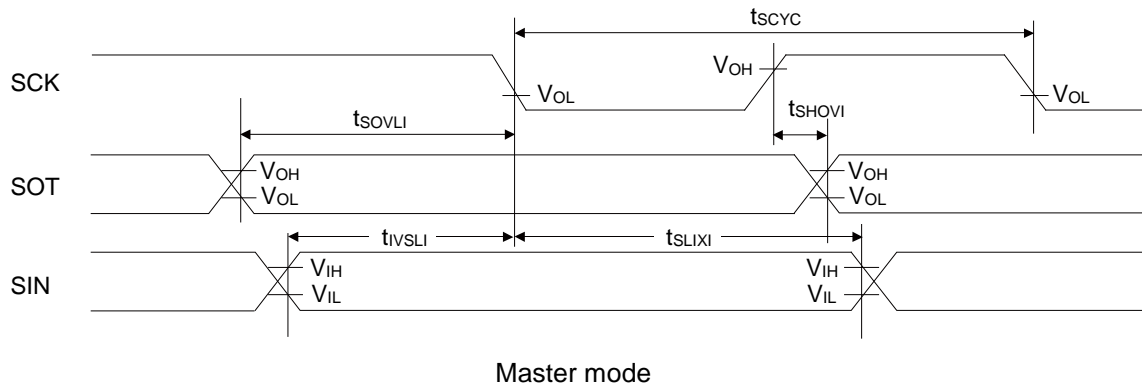 tSCYC
SCK
VOH
VOL
VOL
tSHOVI
tSOVLI
SOT
VOH
VOL
VOH
VOL
tIVSLI
tSLIXI
SIN
VIH
VIL
VIH
VIL
Master mode